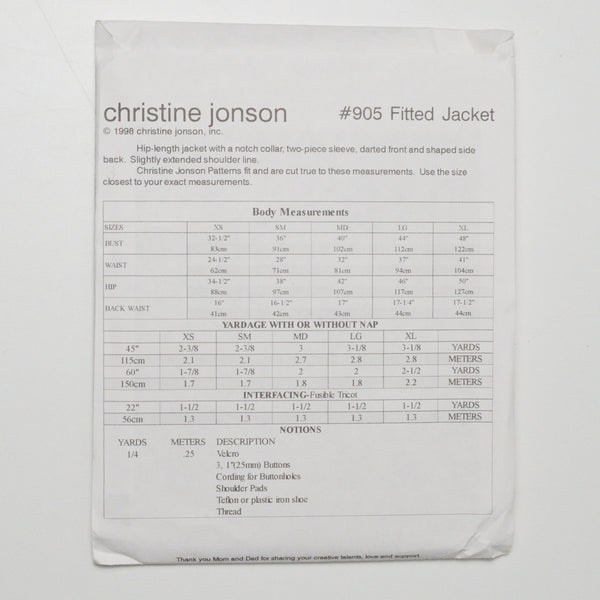 christine jonson #905 Fitted Jacket
© 1998 christine jonson, inc.
Hip-length jacket with a notch collar, two-piece sleeve, darted front and shaped side
back. Slightly extended shoulder line.
Christine Jonson Patterns fit and are cut true to these measurements. Use the size
closest to your exact measurements.
Body Measurements
SIZES XS SM MD LG XL
BUST 32-1/2" 36" 40" 44" 48"
83cm 91cm 102cm 112cm 122cm
WAIST 24-1/2" 28" 32" 37" 41"
62cm 71cm 81cm 94cm 104cm
HIP 34-1/2" 38" 42" 46" 50"
88cm 97cm 107cm 117cm 127cm
BACK WAIST 16" 16-1/2" 17" 17-1/4" 17-1/2"
41cm 42cm 43cm 44cm 44cm
YARDAGE WITH OR WITHOUT NAP
XS SM MD LG XL
45" 2-3/8 2-3/8 3 3-1/8 3-1/8 YARDS
115cm 2.1 2.1 2.7 2.8 2.8 METERS
60" 1-7/8 1-7/8 2 2 2-1/2 YARDS
150cm 1.7 1.7 1.8 1.8 2.2 METERS
INTERFACING-Fusible Tricot
22" 1-1/2 1-1/2 1-1/2 1-1/2 1-1/2 YARDS
56cm 1.3 1.3 1.3 1.3 1.3 METERS
NOTIONS
YARDS METERS DESCRIPTION
1/4 .25 Velcro
3, 1"(25mm) Buttons
Cording for Buttonholes
Shoulder Pads
Teflon or plastic iron shoe
Thread
Thank you Mom and Dad for sharing your creative talents, love and support.